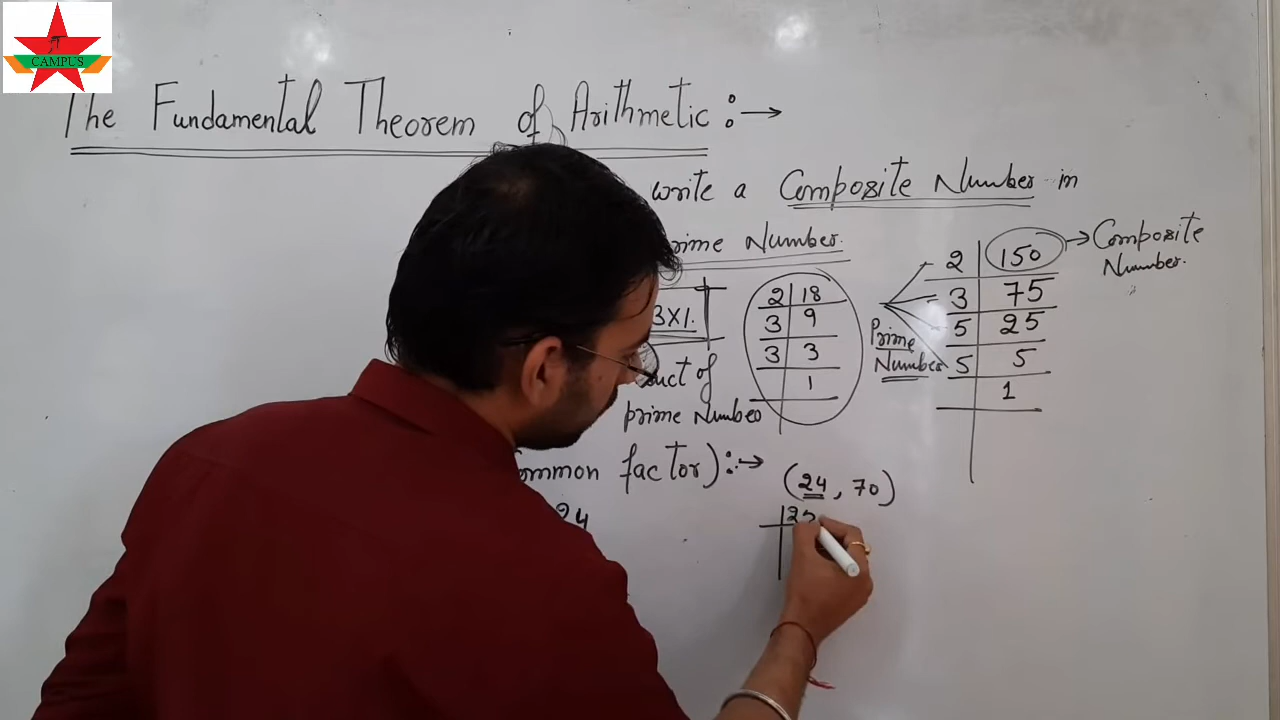 CAMPUS
The Fundamental Theorem of Arithmetic :→
write a Composite Number in
Prime Number.
3X1.
duct of
prime Number
2 | 18
3 | 9
3 | 3
1
Prime
Number
2 | 150
3 | 75
5 | 25
5 | 5
1
→ Composite
Number.
ommon factor) :→
(24, 70)
24